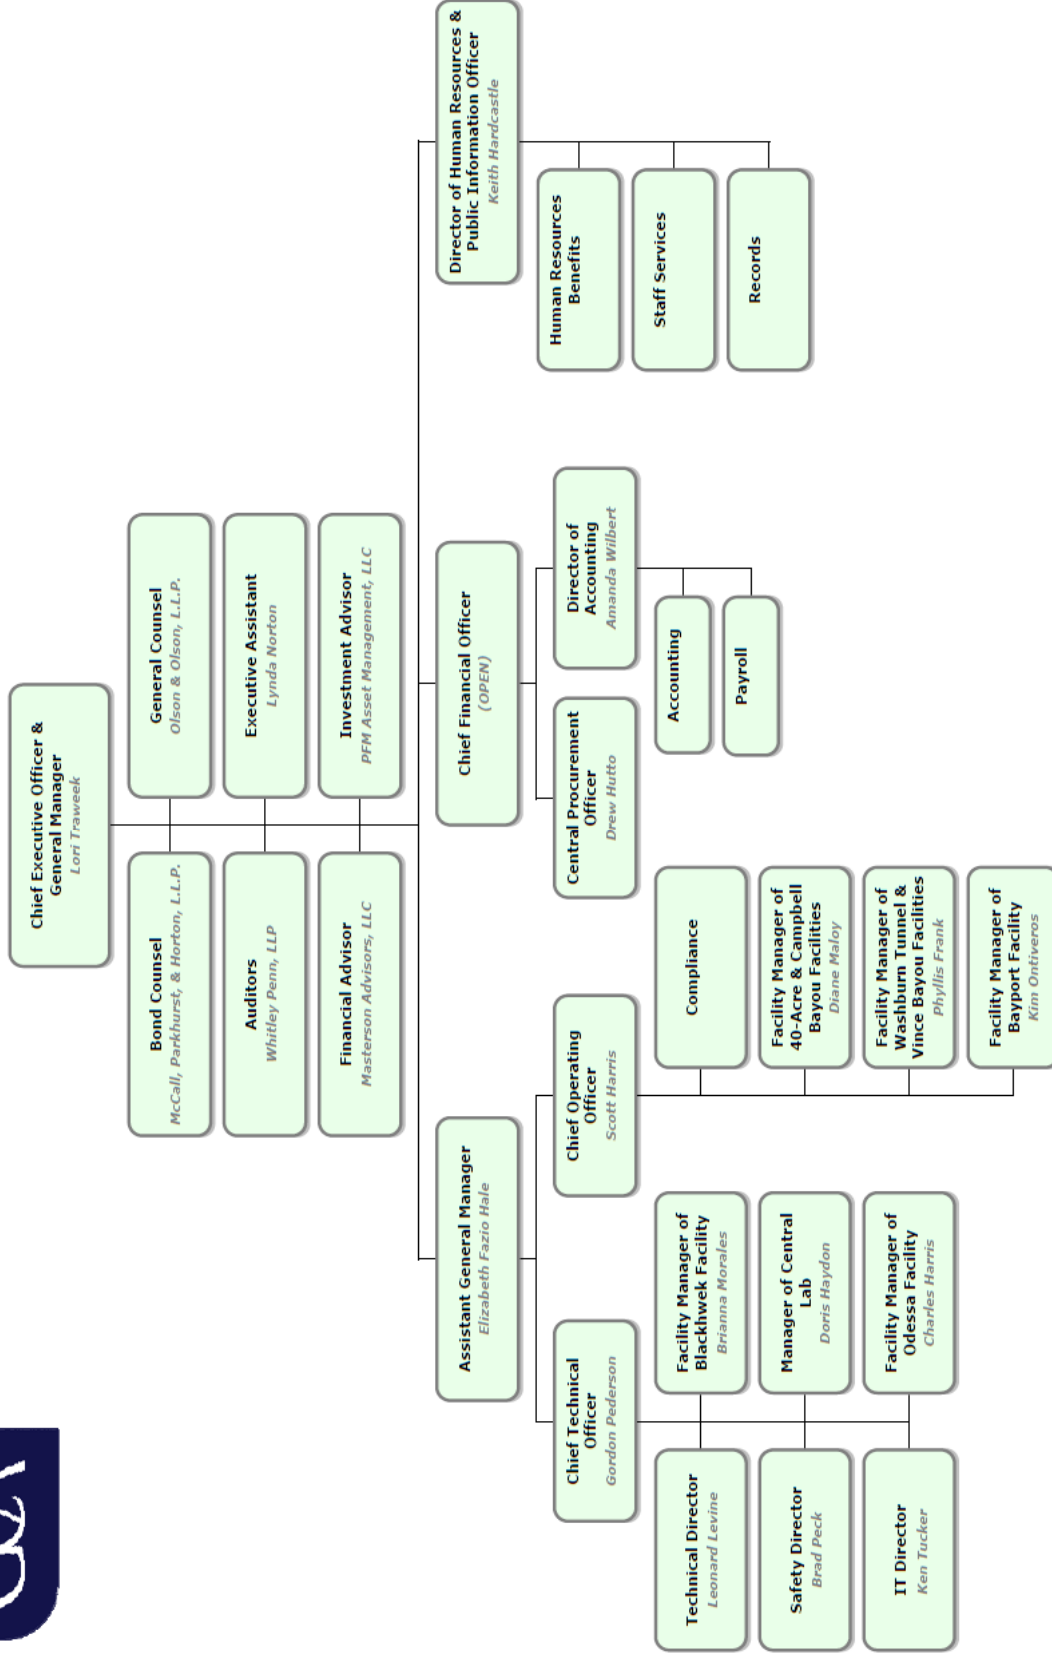 Chief Executive Officer &
General Manager
Lori Traweek
Bond Counsel
McCall, Parkhurst, & Horton, L.L.P.
General Counsel
Olson & Olson, L.L.P.
Auditors
Whitley Penn, LLP
Executive Assistant
Lynda Norton
Financial Advisor
Masterson Advisors, LLC
Investment Advisor
PFM Asset Management, LLC
Assistant General Manager
Elizabeth Fazio Hale
Chief Financial Officer
(OPEN)
Director of Human Resources &
Public Information Officer
Keith Hardcastle
Chief Technical
Officer
Gordon Pederson
Chief Operating
Officer
Scott Harris
Central Procurement
Officer
Drew Hutto
Director of
Accounting
Amanda Wilbert
Human Resources
Benefits
Staff Services
Records
Technical Director
Leonard Levine
Facility Manager of
Blackhwek Facility
Brianna Morales
Safety Director
Brad Peck
Manager of Central
Lab
Doris Haydon
IT Director
Ken Tucker
Facility Manager of
Odessa Facility
Charles Harris
Compliance
Facility Manager of
40-Acre & Campbell
Bayou Facilities
Diane Maloy
Facility Manager of
Washburn Tunnel &
Vince Bayou Facilities
Phyllis Frank
Facility Manager of
Bayport Facility
Kim Ontiveros
Accounting
Payroll